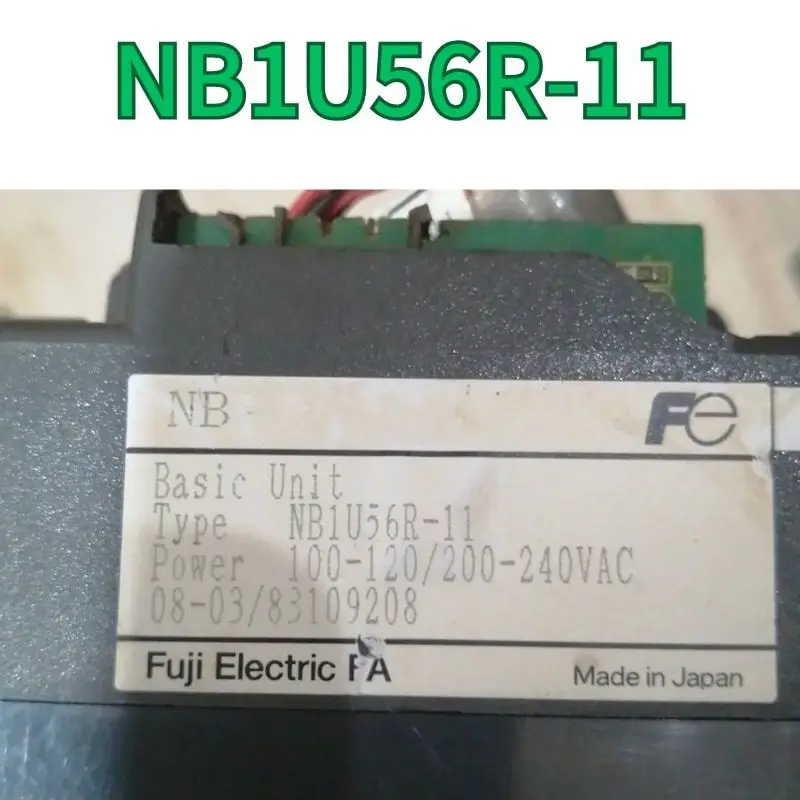 NB1U56R-11
NB
Fe
Basic Unit
Type NB1U56R-11
Power 100-120/200-240VAC
08-03/83109208
Fuji Electric FA
Made in Japan